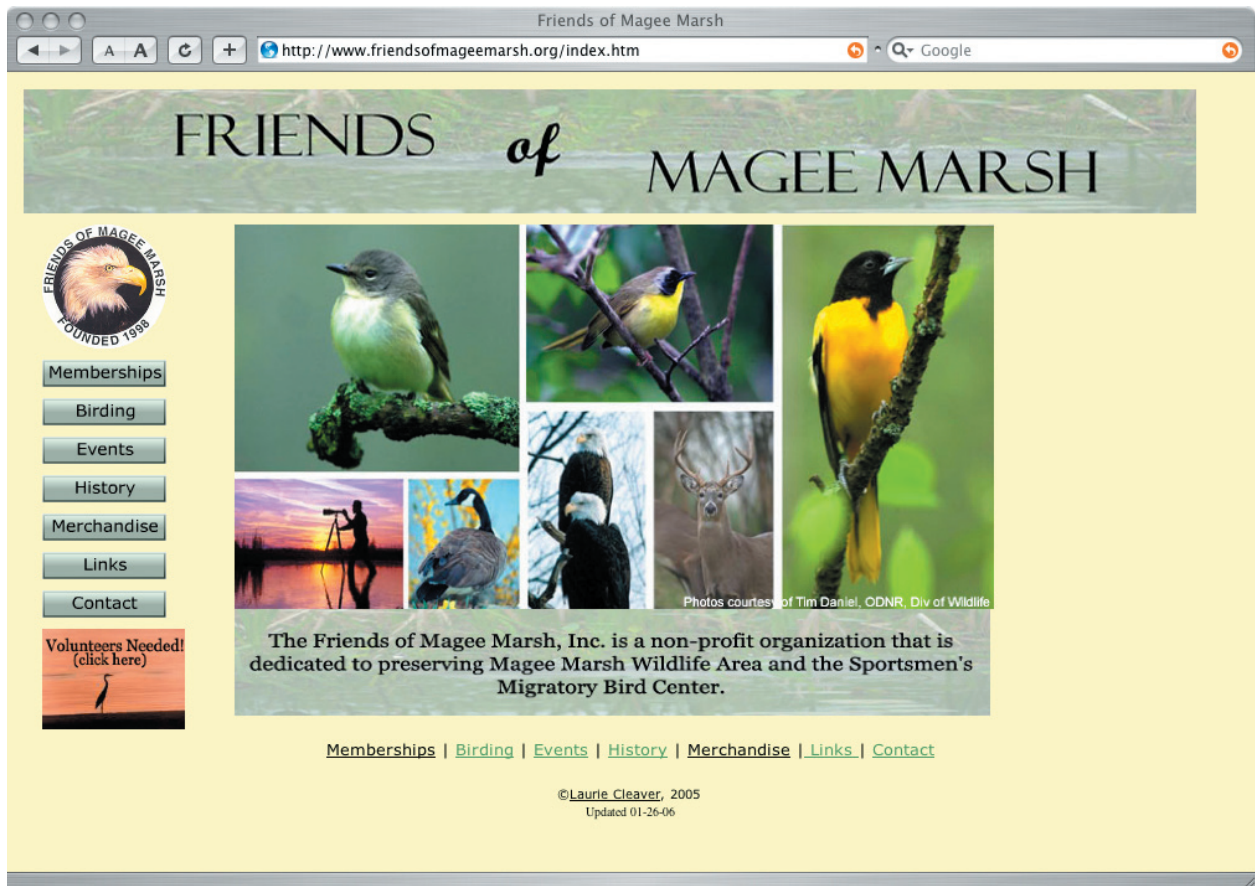 Friends of Magee Marsh
A A
http://www.friendsofmageemarsh.org/index.htm
Google
FRIENDS of MAGEE MARSH
FRIENDS OF MAGEE MARSH
FOUNDED 1998
Memberships
Birding
Events
History
Merchandise
Links
Contact
Volunteers Needed!
(click here)
Photos courtesy of Tim Daniel, ODNR, Div of Wildlife
The Friends of Magee Marsh, Inc. is a non-profit organization that is
dedicated to preserving Magee Marsh Wildlife Area and the Sportsmen's
Migratory Bird Center.
Memberships | Birding | Events | History | Merchandise | Links | Contact
©Laurie Cleaver, 2005
Updated 01-26-06